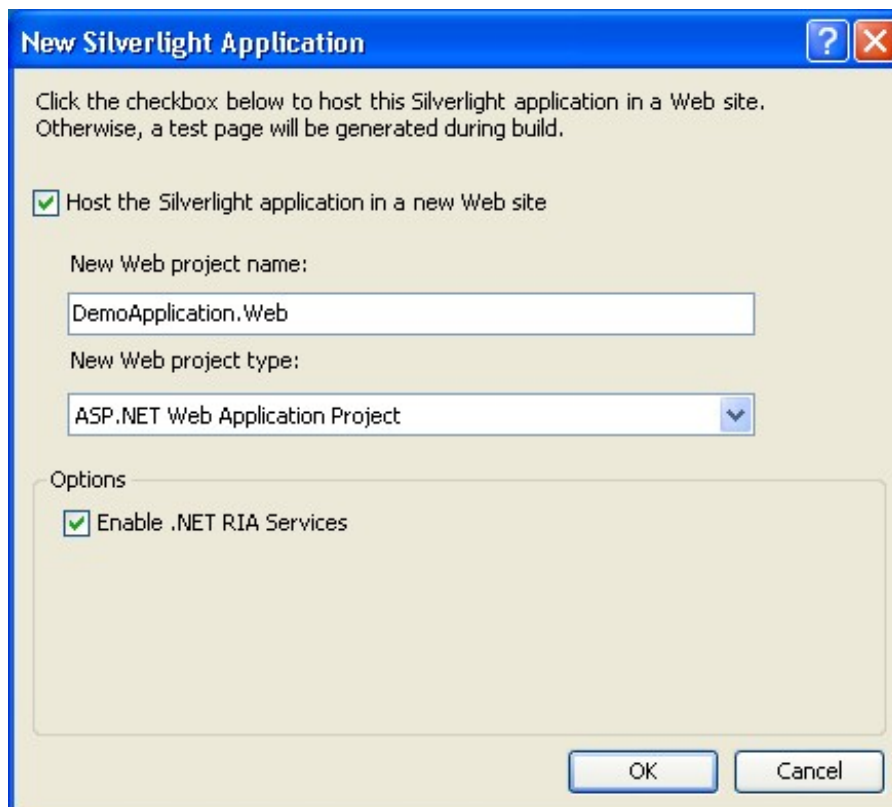 New Silverlight Application
Click the checkbox below to host this Silverlight application in a Web site.
Otherwise, a test page will be generated during build.
Host the Silverlight application in a new Web site
New Web project name:
DemoApplication.Web
New Web project type:
ASP.NET Web Application Project
Options
Enable .NET RIA Services
OK Cancel